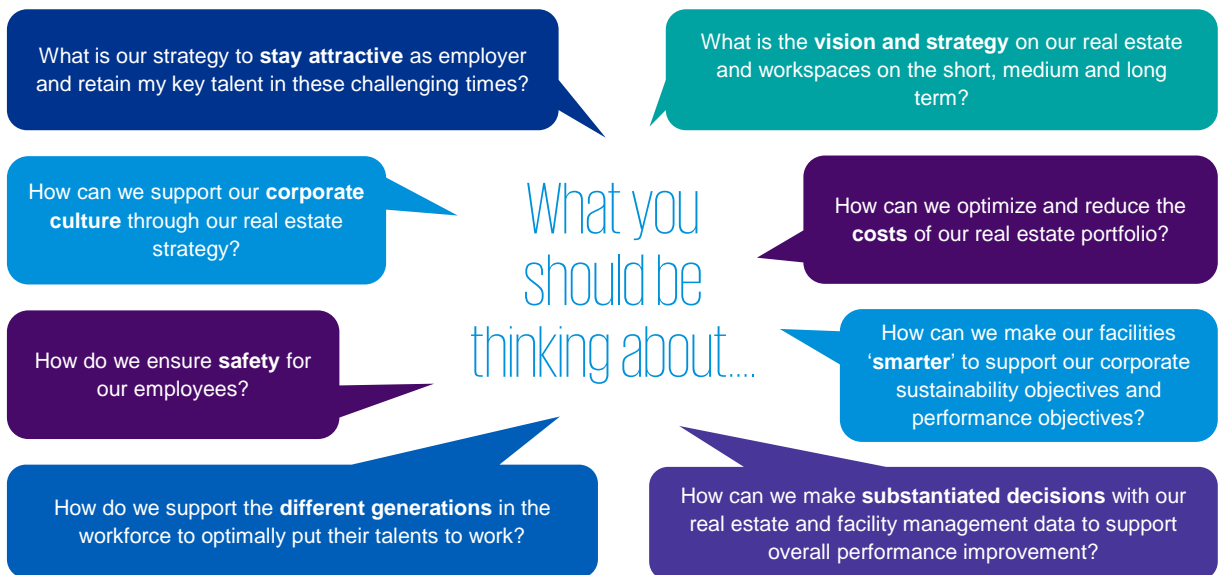 What is our strategy to stay attractive as employer
and retain my key talent in these challenging times?
What is the vision and strategy on our real estate
and workspaces on the short, medium and long
term?
How can we support our corporate
culture through our real estate
strategy?
What you
should be
thinking about....
How can we optimize and reduce the
costs of our real estate portfolio?
How do we ensure safety for
our employees?
How can we make our facilities
‘smarter’ to support our corporate
sustainability objectives and
performance objectives?
How do we support the different generations in the
workforce to optimally put their talents to work?
How can we make substantiated decisions with our
real estate and facility management data to support
overall performance improvement?